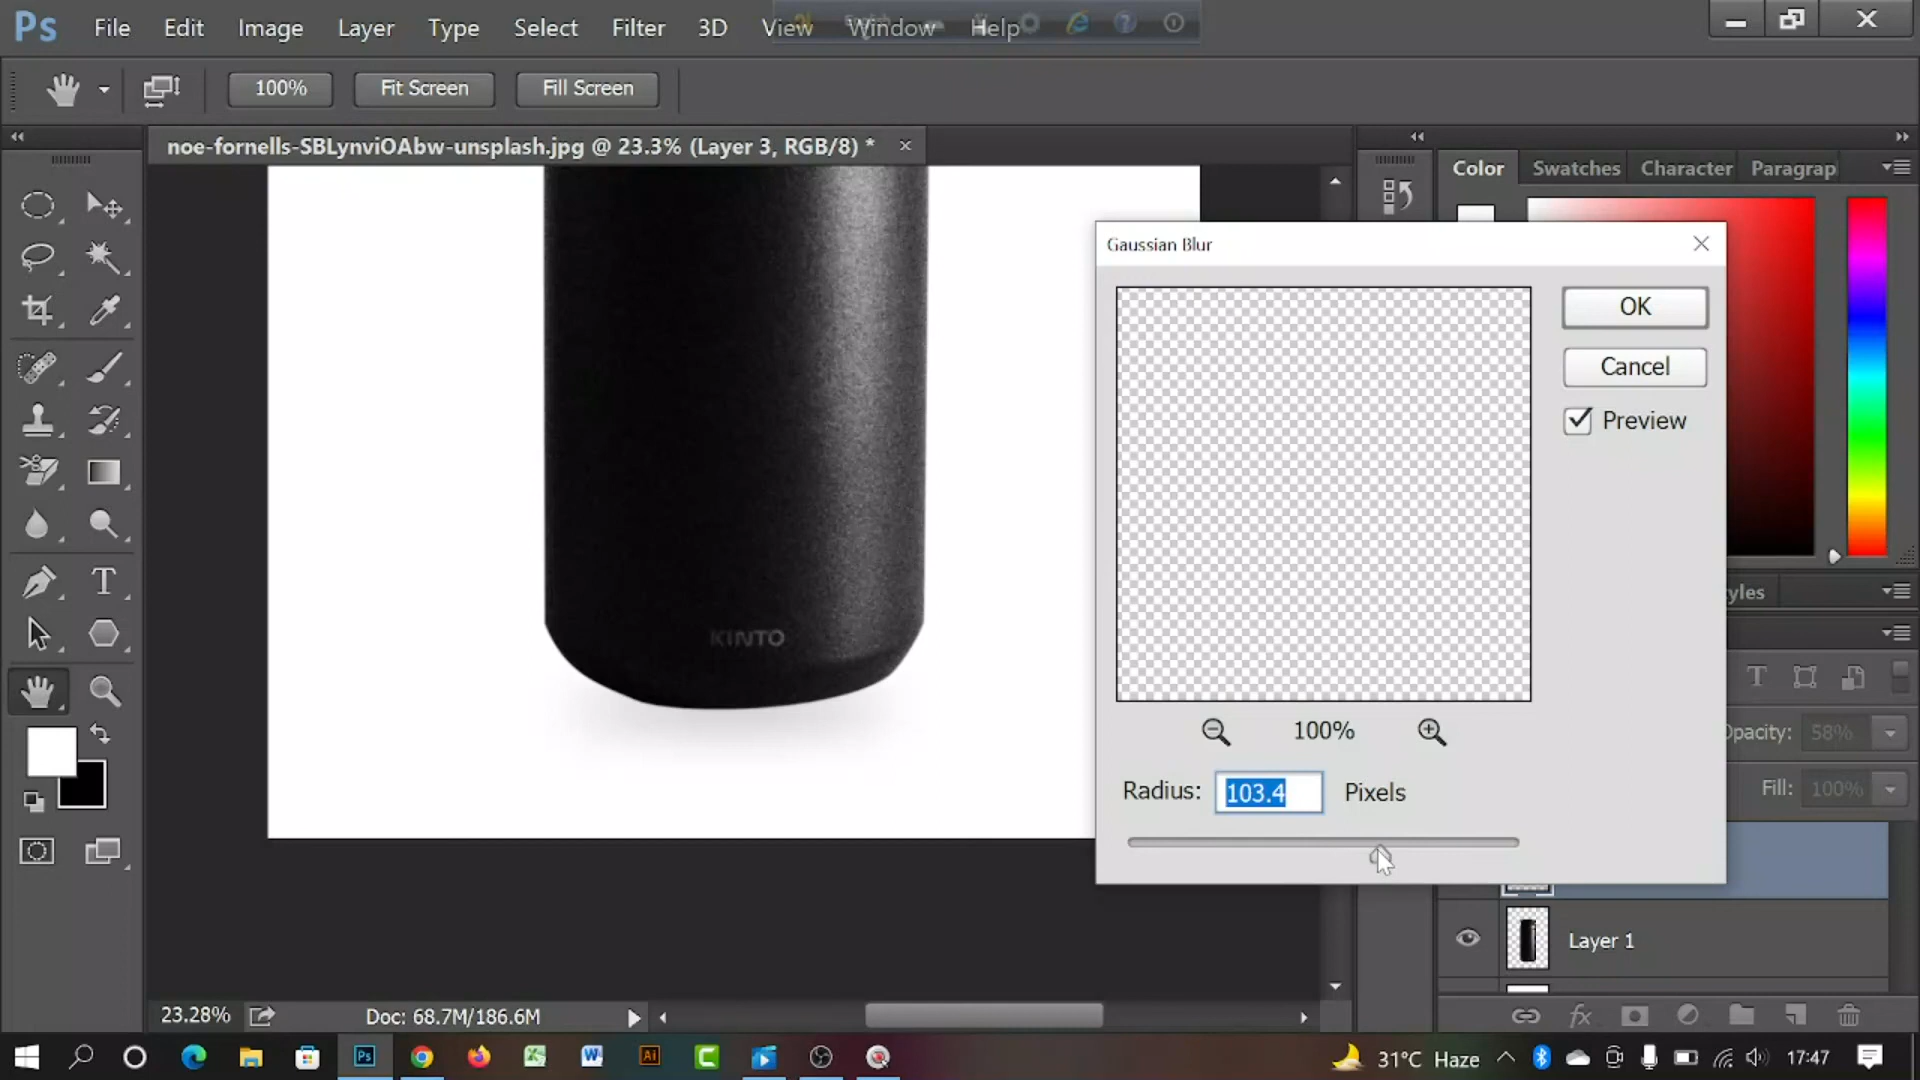 Ps File Edit Image Layer Type Select Filter 3D View Window Help
100% Fit Screen Fill Screen
noe-fornells-SBLynviOAbw-unsplash.jpg @ 23.3% (Layer 3, RGB/8) *
Color Swatches Character Paragrap
Gaussian Blur
OK
Cancel
Preview
yles
KINTO
100%
Opacity: 58%
Radius: 103.4 Pixels
Fill: 100%
Layer 1
23.28% Doc: 68.7M/186.6M
31°C Haze 17:47